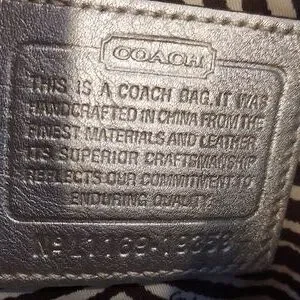 COACH
THIS IS A COACH BAG. IT WAS
HANDCRAFTED IN CHINA FROM THE
FINEST MATERIALS AND LEATHER
ITS SUPERIOR CRAFTSMANSHIP
REFLECTS OUR COMMITMENT TO
ENDURING QUALITY.